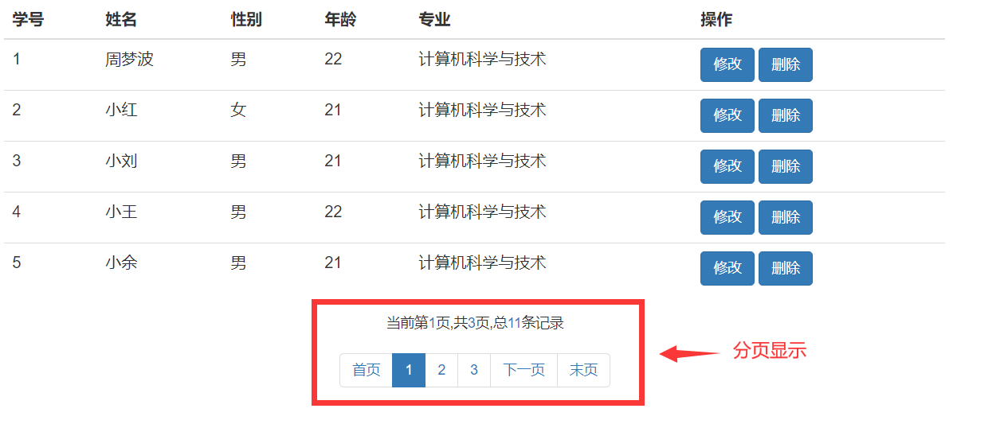 学号 姓名 性别 年龄 专业 操作
1 周梦波 男 22 计算机科学与技术 修改 删除
2 小红 女 21 计算机科学与技术 修改 删除
3 小刘 男 21 计算机科学与技术 修改 删除
4 小王 男 22 计算机科学与技术 修改 删除
5 小余 男 21 计算机科学与技术 修改 删除
当前第1页,共3页,总11条记录
分页显示
首页 1 2 3 下一页 末页